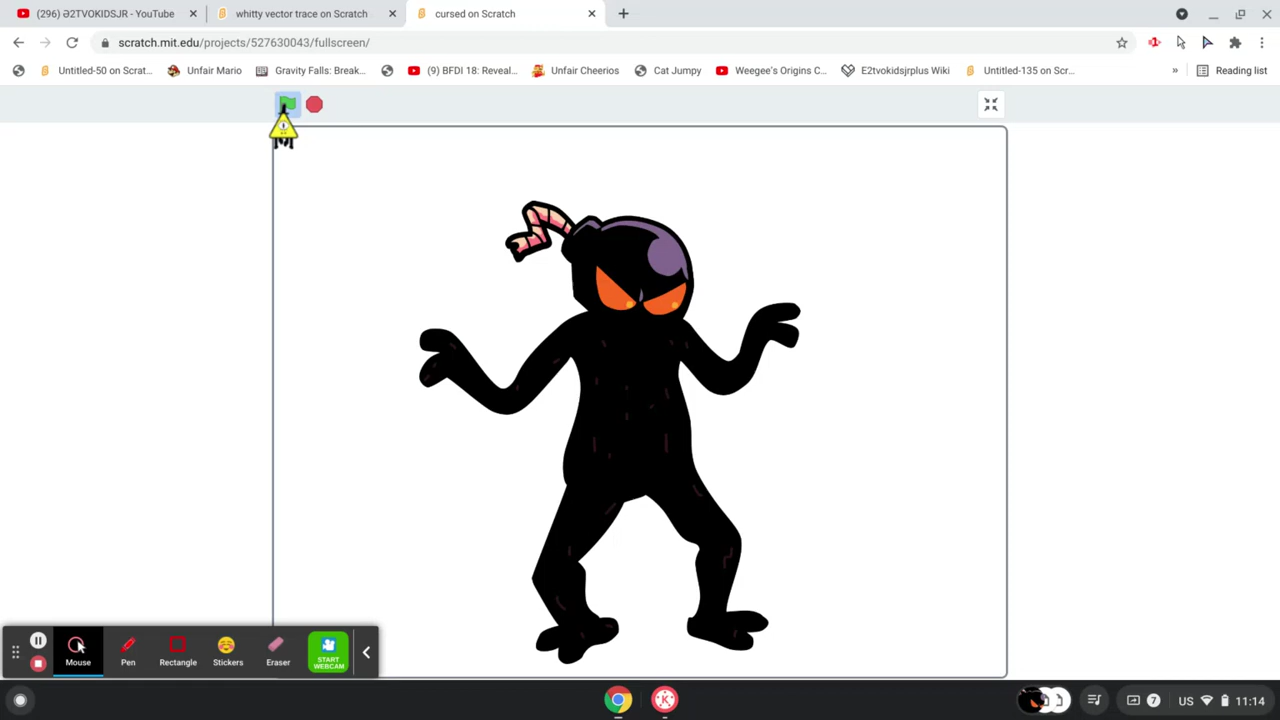 (296) Ə2TVOKIDSJR - YouTube
whitty vector trace on Scratch
cursed on Scratch
scratch.mit.edu/projects/527630043/fullscreen/
Untitled-50 on Scrat...
Unfair Mario
Gravity Falls: Break...
(9) BFDI 18: Reveal...
Unfair Cheerios
Cat Jumpy
Weegee's Origins C...
E2tvokidsjrplus Wiki
Untitled-135 on Scr...
»
Reading list
Mouse
Pen
Rectangle
Stickers
Eraser
START
WEBCAM
K
7
US
11:14